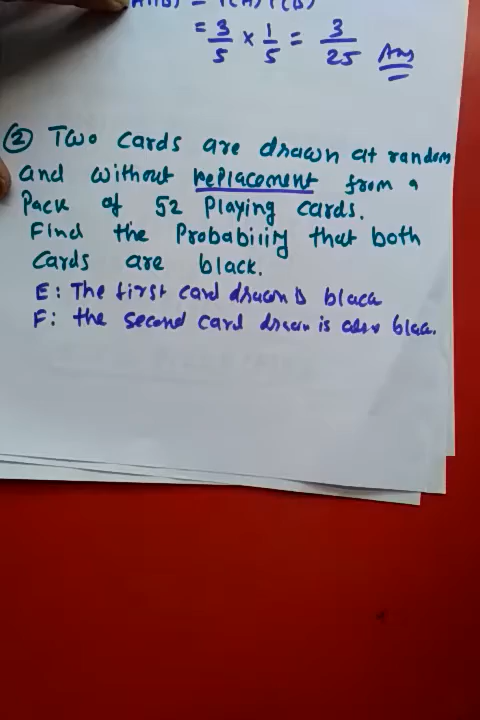 A∩B) = P(A) P(B)
= 3/5 × 1/5 = 3/25 Ans
② Two cards are drawn at random
and without replacement from a
Pack of 52 Playing cards.
Find the Probability that both
cards are black.
E: The first card drawn is black
F: the second card drawn is also black.